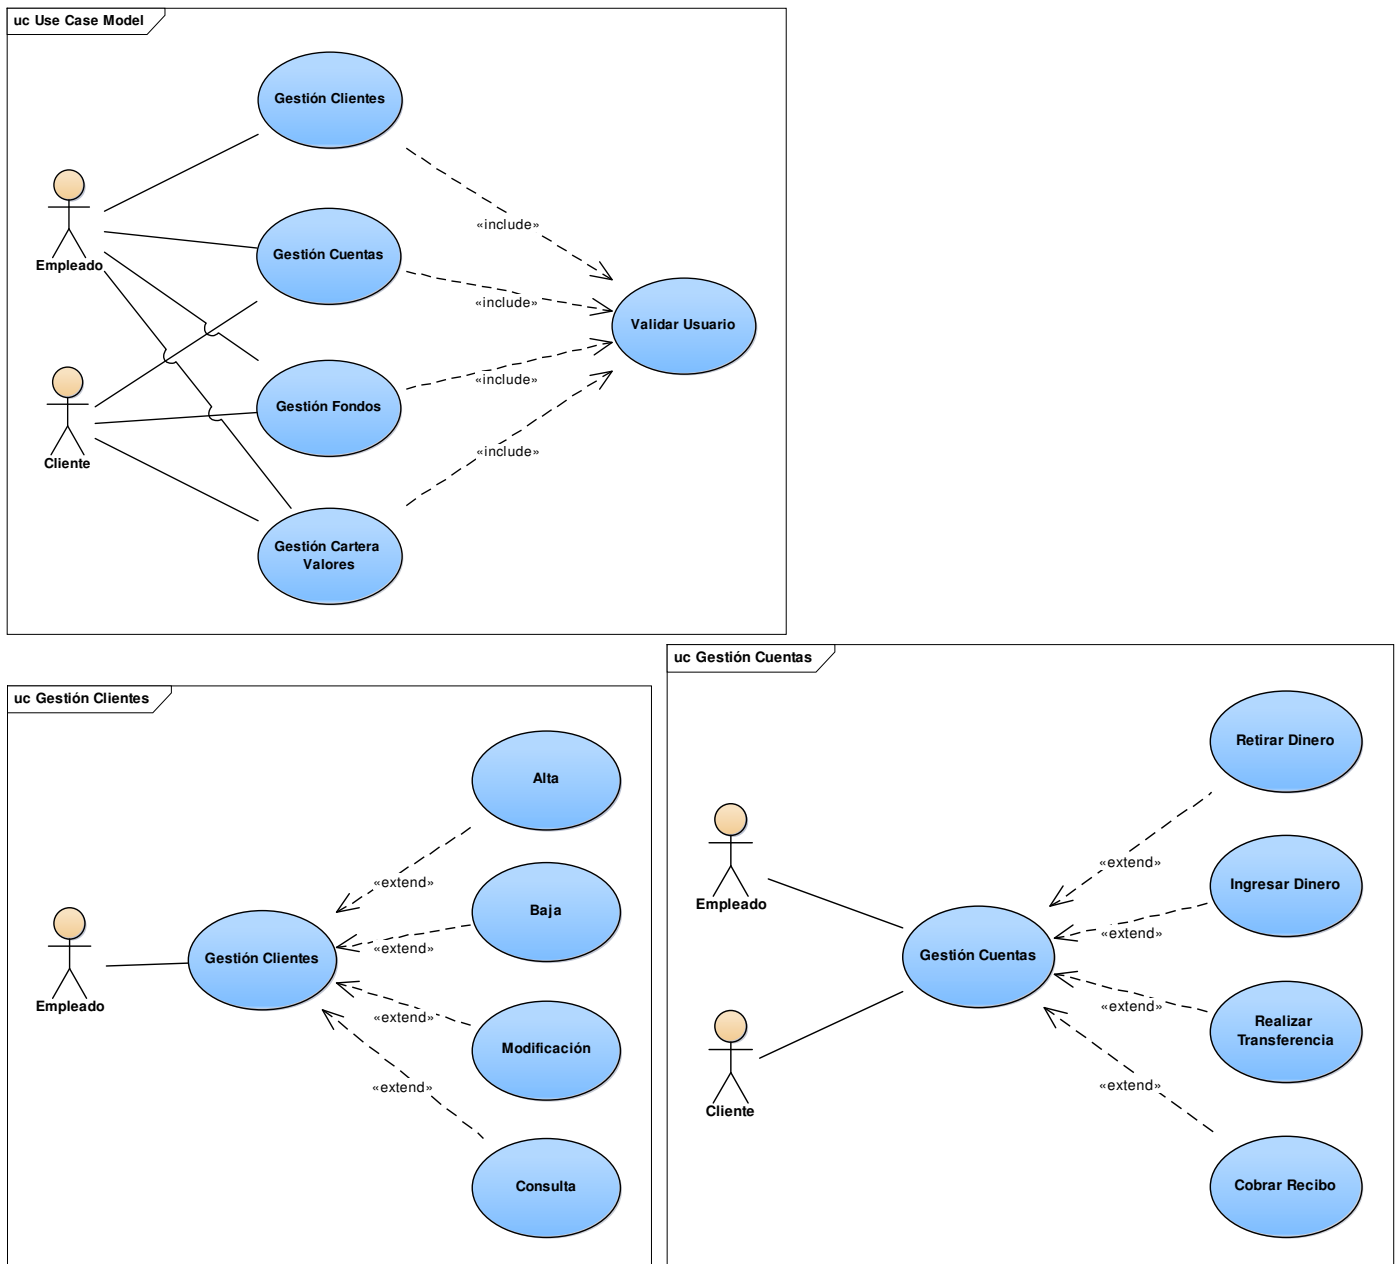 uc Use Case Model
Gestión Clientes
Empleado
Gestión Cuentas
Cliente
Gestión Fondos
Gestión Cartera
Valores
«include»
«include»
«include»
«include»
Validar Usuario
uc Gestión Clientes
Empleado
Gestión Clientes
«extend»
«extend»
«extend»
«extend»
Alta
Baja
Modificación
Consulta
uc Gestión Cuentas
Empleado
Cliente
Gestión Cuentas
«extend»
«extend»
«extend»
«extend»
Retirar Dinero
Ingresar Dinero
Realizar
Transferencia
Cobrar Recibo